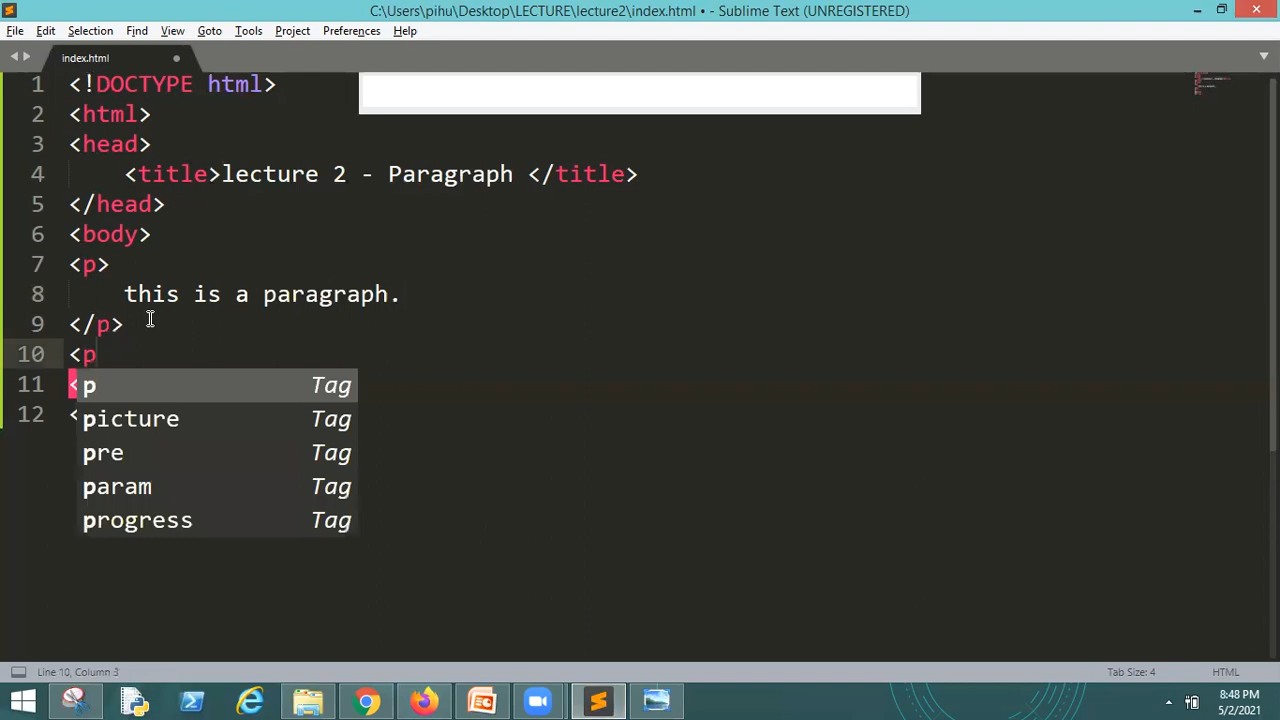 C:\Users\pihu\Desktop\LECTURE\lecture2\index.html • - Sublime Text (UNREGISTERED)
File Edit Selection Find View Goto Tools Project Preferences Help
index.html
1 <!DOCTYPE html>
2 <html>
3 <head>
4 <title>lecture 2 - Paragraph </title>
5 </head>
6 <body>
7 <p>
8 this is a paragraph.
9 </p>
10 <p
11 <
p Tag
12 <
picture Tag
pre Tag
param Tag
progress Tag
Line 10, Column 3
Tab Size: 4
HTML
8:48 PM
5/2/2021